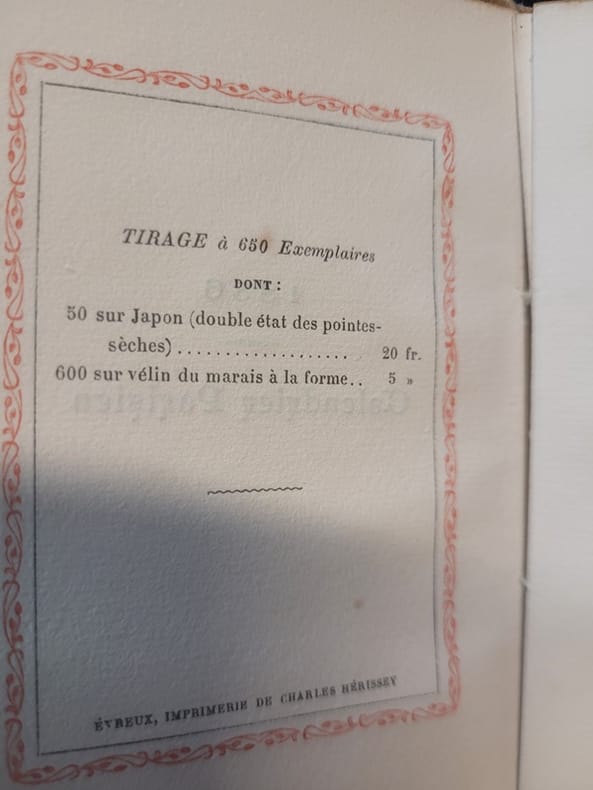 TIRAGE à 650 Exemplaires
DONT :
50 sur Japon (double état des pointes-
sèches) ................... 20 fr.
600 sur vélin du marais à la forme.. 5 »
ÉVREUX, IMPRIMERIE DE CHARLES HÉRISSEY